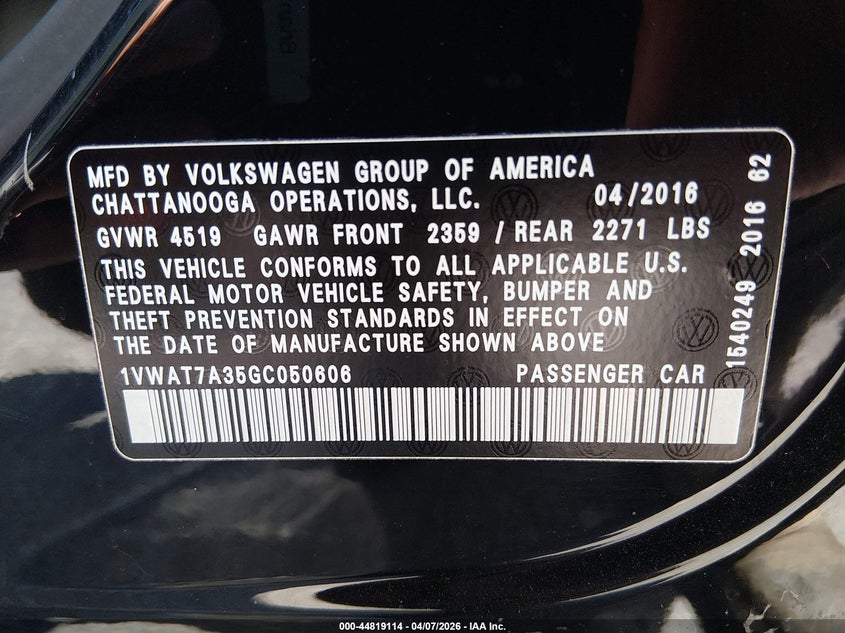 MFD BY VOLKSWAGEN GROUP OF AMERICA
CHATTANOOGA OPERATIONS, LLC. 04/2016
GVWR 4519 GAWR FRONT 2359 / REAR 2271 LBS
THIS VEHICLE CONFORMS TO ALL APPLICABLE U.S.
FEDERAL MOTOR VEHICLE SAFETY, BUMPER AND
THEFT PREVENTION STANDARDS IN EFFECT ON
THE DATE OF MANUFACTURE SHOWN ABOVE
1VWAT7A35GC050606 PASSENGER CAR
1540249 2016 62
000-44819114 - 04/07/2026 - IAA Inc.